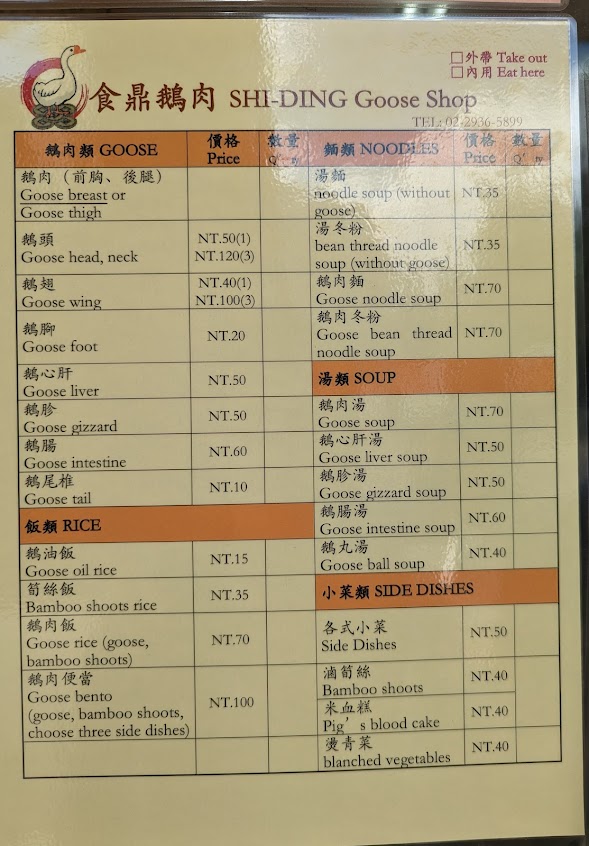 □外帶 Take out
□內用 Eat here
食鼎鵝肉 SHI-DING Goose Shop
TEL: 02-2936-5899
鵝肉類 GOOSE 價格 Price 數量 Q'ty
鵝肉（前胸、後腿）
Goose breast or
Goose thigh
鵝頭 NT.50(1)
Goose head, neck NT.120(3)
鵝翅 NT.40(1)
Goose wing NT.100(3)
鵝腳
Goose foot NT.20
鵝心肝
Goose liver NT.50
鵝胗
Goose gizzard NT.50
鵝腸
Goose intestine NT.60
鵝尾椎
Goose tail NT.10
飯類 RICE
鵝油飯
Goose oil rice NT.15
筍絲飯
Bamboo shoots rice NT.35
鵝肉飯
Goose rice (goose, NT.70
bamboo shoots)
鵝肉便當
Goose bento
(goose, bamboo shoots, NT.100
choose three side dishes)
麵類 NOODLES 價格 Price 數量 Q'ty
湯麵
noodle soup (without NT.35
goose)
湯冬粉
bean thread noodle NT.35
soup (without goose)
鵝肉麵
Goose noodle soup NT.70
鵝肉冬粉
Goose bean thread NT.70
noodle soup
湯類 SOUP
鵝肉湯
Goose soup NT.70
鵝心肝湯
Goose liver soup NT.50
鵝胗湯
Goose gizzard soup NT.50
鵝腸湯
Goose intestine soup NT.60
鵝丸湯
Goose ball soup NT.40
小菜類 SIDE DISHES
各式小菜
Side Dishes NT.50
滷筍絲
Bamboo shoots NT.40
米血糕
Pig's blood cake NT.40
燙青菜
blanched vegetables NT.40